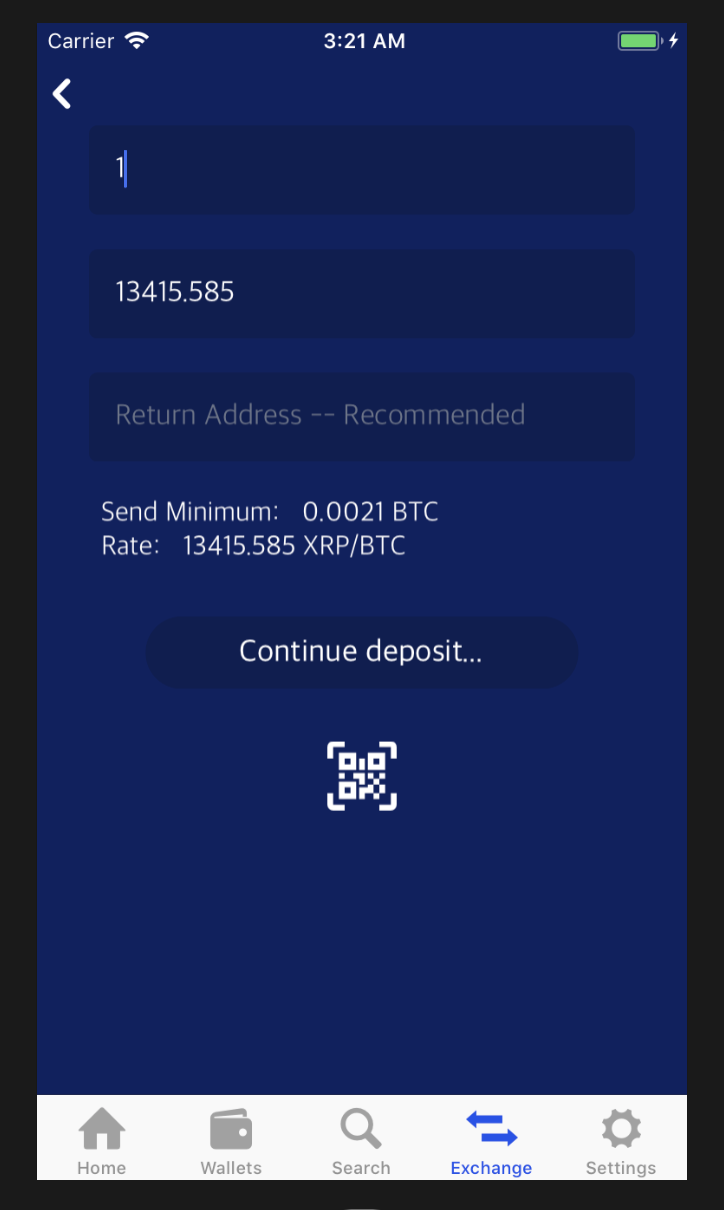 Carrier 3:21 AM
1
13415.585
Return Address -- Recommended
Send Minimum: 0.0021 BTC
Rate: 13415.585 XRP/BTC
Continue deposit...
Home Wallets Search Exchange Settings